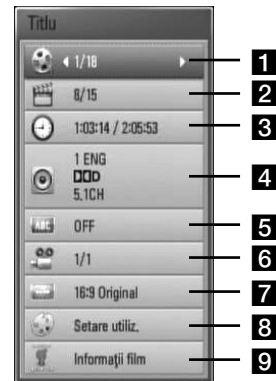 Titlu
1/18
1
8/15
2
1:03:14 / 2:05:53
3
1 ENG
DD D
5.1CH
4
OFF
5
1/1
6
16:9 Original
7
Setare utiliz.
8
Informaţii film
9